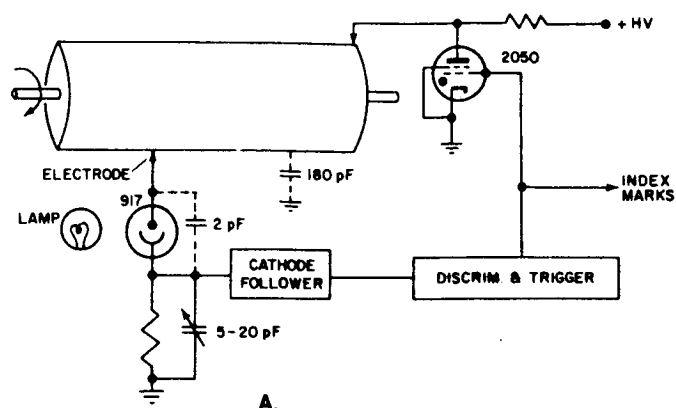 + HV
2050
ELECTRODE
180 pF
INDEX
MARKS
LAMP
917
2 pF
CATHODE
FOLLOWER
DISCRIM. & TRIGGER
5-20 pF
A.